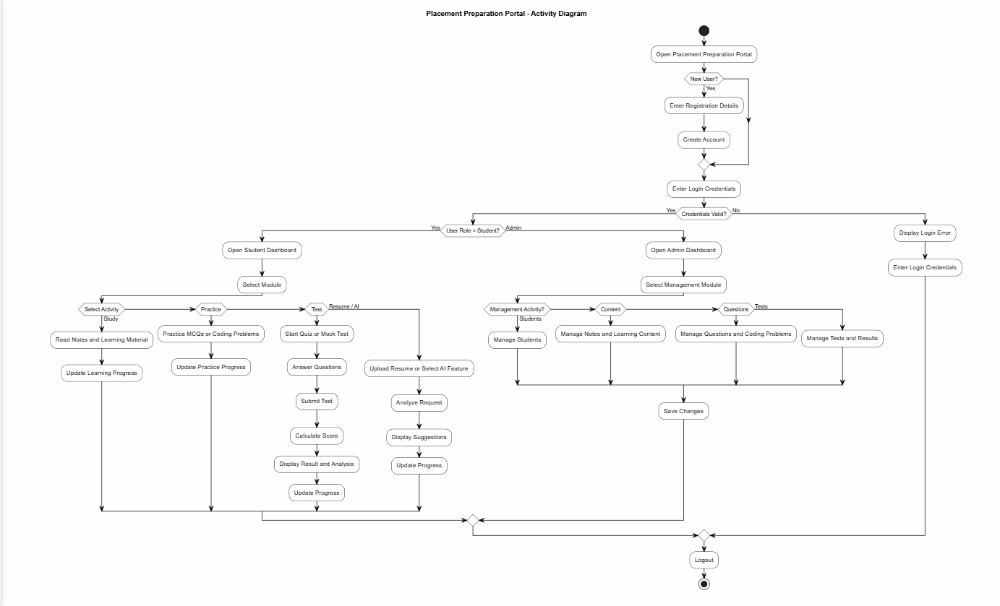 Placement Preparation Portal - Activity Diagram
Open Placement Preparation Portal
New User?
Yes
Enter Registration Details
Create Account
Enter Login Credentials
Yes
Credentials Valid?
No
Yes
User Role = Student?
Admin
Display Login Error
Enter Login Credentials
Open Student Dashboard
Open Admin Dashboard
Select Module
Select Management Module
Select Activity
Study
Practice
Test
Resume / AI
Management Activity?
Students
Content
Questions
Tests
Read Notes and Learning Material
Update Learning Progress
Practice MCQs or Coding Problems
Update Practice Progress
Start Quiz or Mock Test
Answer Questions
Submit Test
Calculate Score
Display Result and Analysis
Update Progress
Upload Resume or Select AI Feature
Analyze Request
Display Suggestions
Update Progress
Manage Students
Manage Notes and Learning Content
Manage Questions and Coding Problems
Manage Tests and Results
Save Changes
Logout